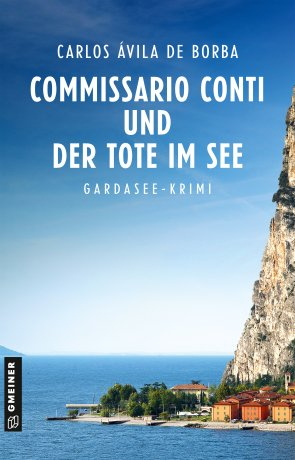 CARLOS ÁVILA DE BORBA
COMMISSARIO CONTI
UND
DER TOTE IM SEE
GARDASEE-KRIMI
GMEINER